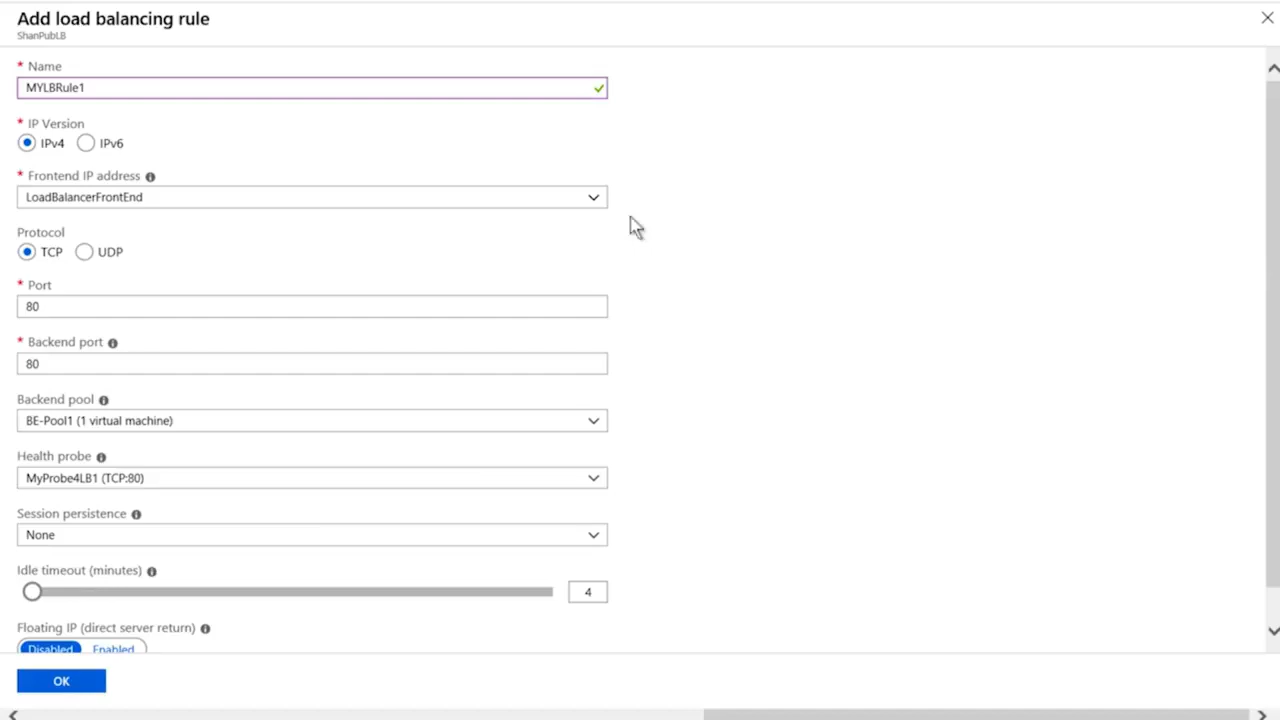 Add load balancing rule
ShanPubLB
* Name
MYLBRule1
* IP Version
IPv4 IPv6
* Frontend IP address
LoadBalancerFrontEnd
Protocol
TCP UDP
* Port
80
* Backend port
80
Backend pool
BE-Pool1 (1 virtual machine)
Health probe
MyProbe4LB1 (TCP:80)
Session persistence
None
Idle timeout (minutes)
4
Floating IP (direct server return)
Disabled Enabled
OK